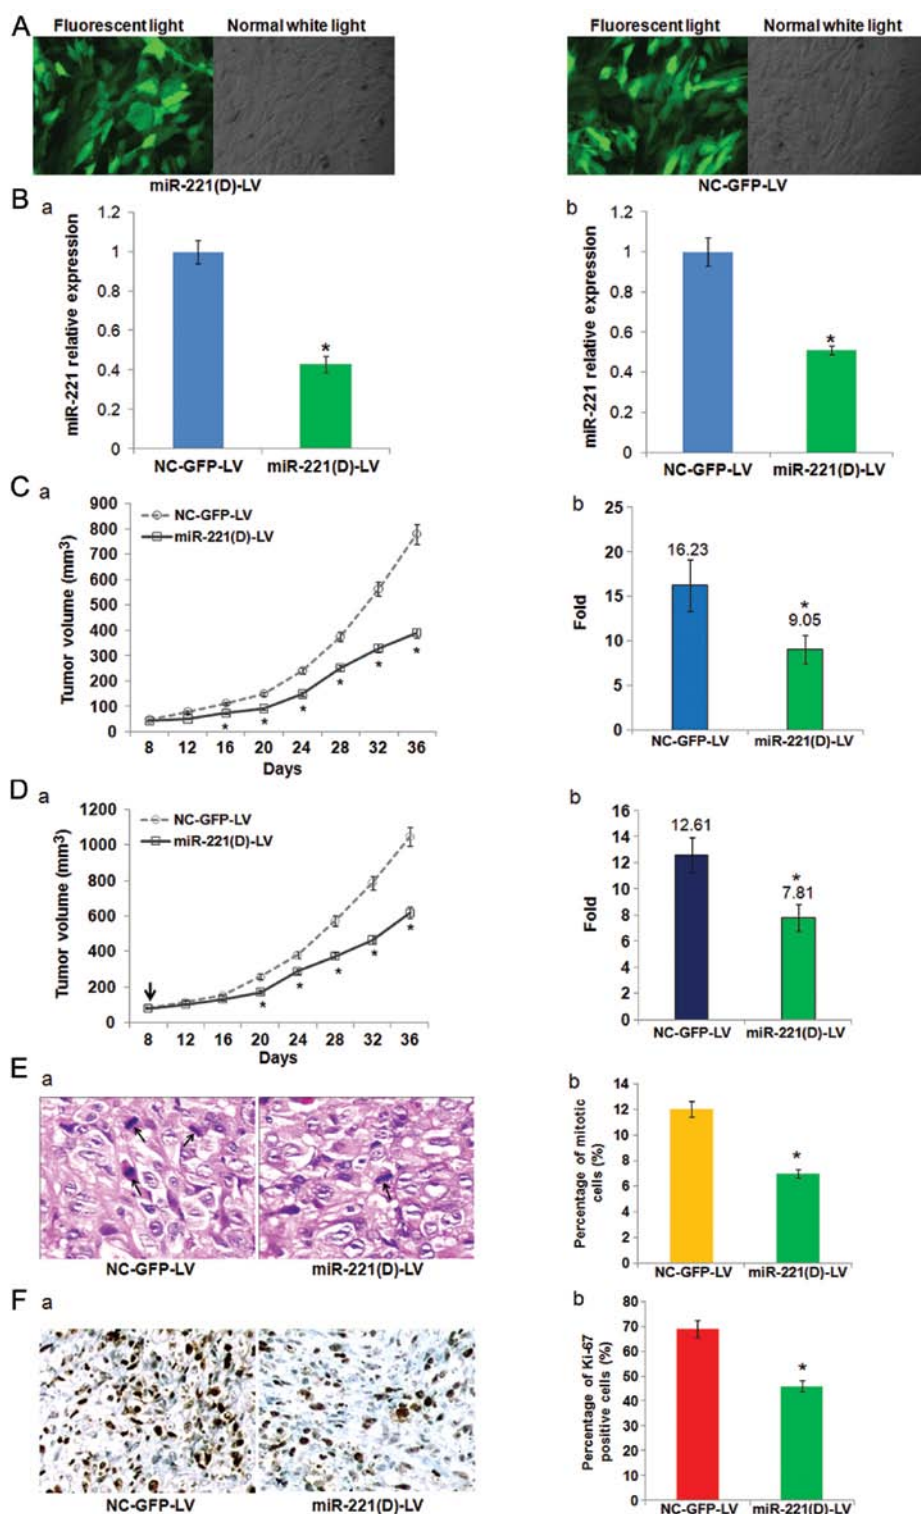 A
Fluorescent light Normal white light
Fluorescent light Normal white light
miR-221(D)-LV
NC-GFP-LV
B
a
miR-221 relative expression
1.2
1
0.8
0.6
0.4
0.2
0
*
NC-GFP-LV miR-221(D)-LV
b
miR-221 relative expression
1.2
1
0.8
0.6
0.4
0.2
0
*
NC-GFP-LV miR-221(D)-LV
C
a
Tumor volume (mm³)
900
800
700
600
500
400
300
200
100
0
NC-GFP-LV
miR-221(D)-LV
* * * * * *
8 12 16 20 24 28 32 36
Days
b
Fold
25
20
15
10
5
0
16.23
*
9.05
NC-GFP-LV miR-221(D)-LV
D
a
Tumor volume (mm³)
1200
1000
800
600
400
200
0
NC-GFP-LV
miR-221(D)-LV
* * * * *
8 12 16 20 24 28 32 36
Days
b
Fold
16
14
12
10
8
6
4
2
0
12.61
*
7.81
NC-GFP-LV miR-221(D)-LV
E
a
NC-GFP-LV miR-221(D)-LV
b
Percentage of mitotic
cells (%)
14
12
10
8
6
4
2
0
*
NC-GFP-LV miR-221(D)-LV
F
a
NC-GFP-LV miR-221(D)-LV
b
Percentage of Ki-67
positive cells (%)
80
70
60
50
40
30
20
10
0
*
NC-GFP-LV miR-221(D)-LV